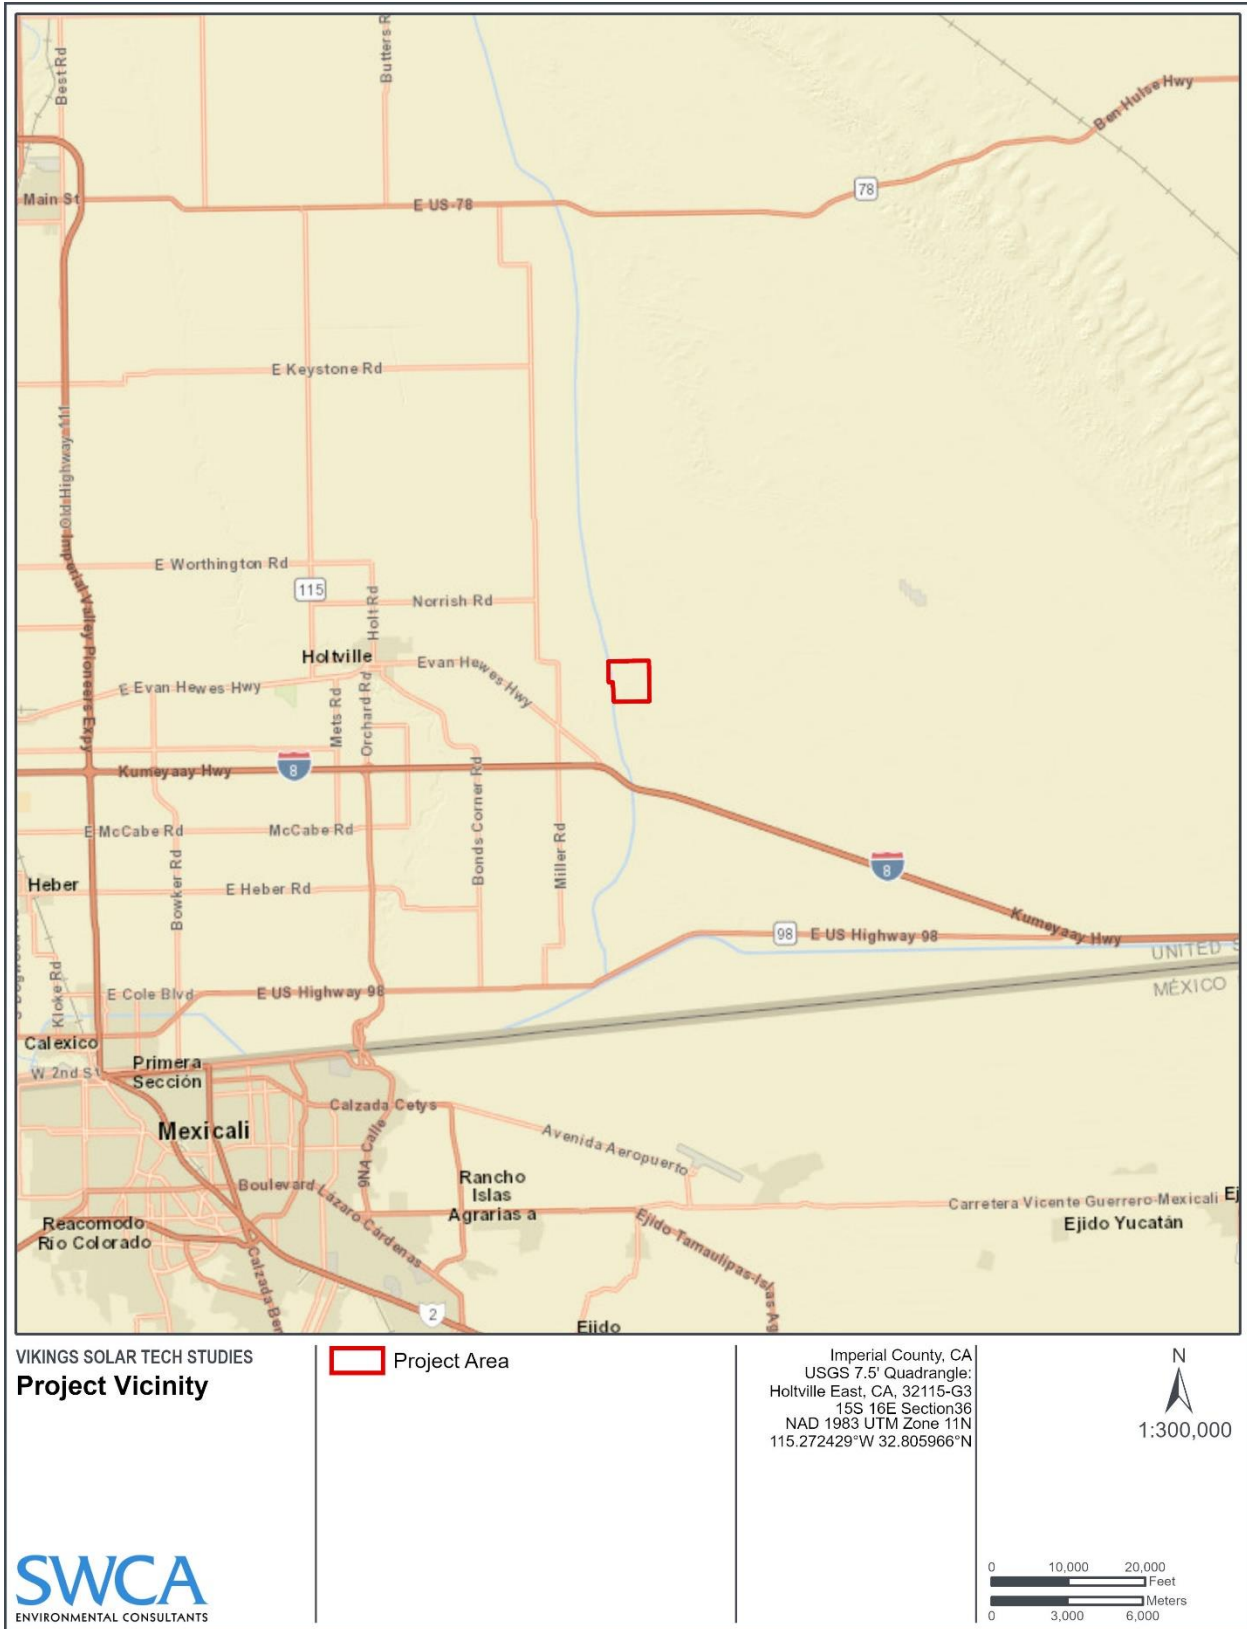 Best Rd
Butters R
Ben Hulse Hwy
78
Main St
E US-78
E Keystone Rd
Old Highway 111
Imperial Valley Pioneers Expy
E Worthington Rd
115
Holt Rd
Norrish Rd
Holtville
Evan Hewes Hwy
E Evan Hewes Hwy
Mets Rd
Orchard Rd
Kumeyaay Hwy
8
Bonds Corner Rd
E McCabe Rd
McCabe Rd
Miller Rd
8
Heber
Bowker Rd
E Heber Rd
98
E US Highway 98
Kumeyaay Hwy
UNITED S
MÉXICO
Kloke Rd
E Cole Blvd
E US Highway 98
Calexico
W 2nd St
Primera
Sección
Mexicali
Calzada Cetys
9NA Calle
Avenida Aeropuerto
Rancho
Islas
Agrarias a
Boulevard Lázaro Cárdenas
Carretera Vicente Guerrero-Mexicali
Ej
Ejido Yucatán
Reacomodo
Río Colorado
Ejido Tamaulipas-Islas Ag
Calzada Ben
2
Ejido
VIKINGS SOLAR TECH STUDIES
Project Vicinity
Project Area
Imperial County, CA
USGS 7.5' Quadrangle:
Holtville East, CA, 32115-G3
15S 16E Section36
NAD 1983 UTM Zone 11N
115.272429°W 32.805966°N
N
1:300,000
0 10,000 20,000
Feet
Meters
0 3,000 6,000
SWCA
ENVIRONMENTAL CONSULTANTS